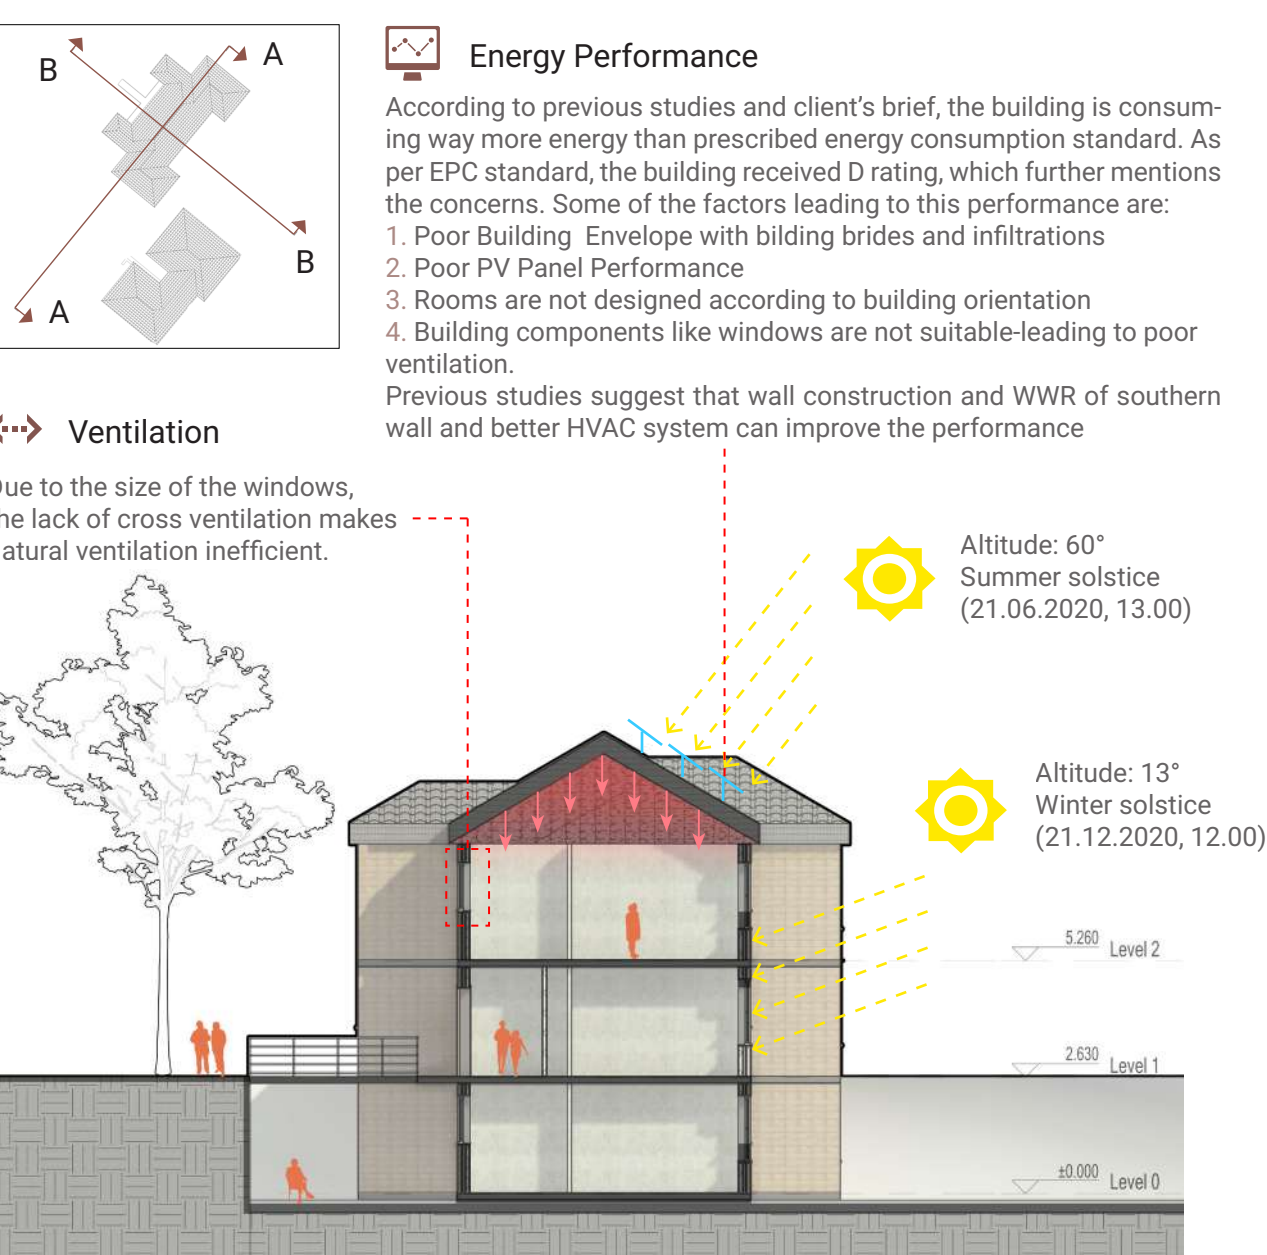 B
A
B
A
Energy Performance
According to previous studies and client's brief, the building is consum-
ing way more energy than prescribed energy consumption standard. As
per EPC standard, the building received D rating, which further mentions
the concerns. Some of the factors leading to this performance are:
1. Poor Building Envelope with bilding brides and infiltrations
2. Poor PV Panel Performance
3. Rooms are not designed according to building orientation
4. Building components like windows are not suitable-leading to poor
ventilation.
Previous studies suggest that wall construction and WWR of southern
wall and better HVAC system can improve the performance
Ventilation
Due to the size of the windows,
the lack of cross ventilation makes
natural ventilation inefficient.
Altitude: 60°
Summer solstice
(21.06.2020, 13.00)
Altitude: 13°
Winter solstice
(21.12.2020, 12.00)
5.260 Level 2
2.630 Level 1
±0.000 Level 0